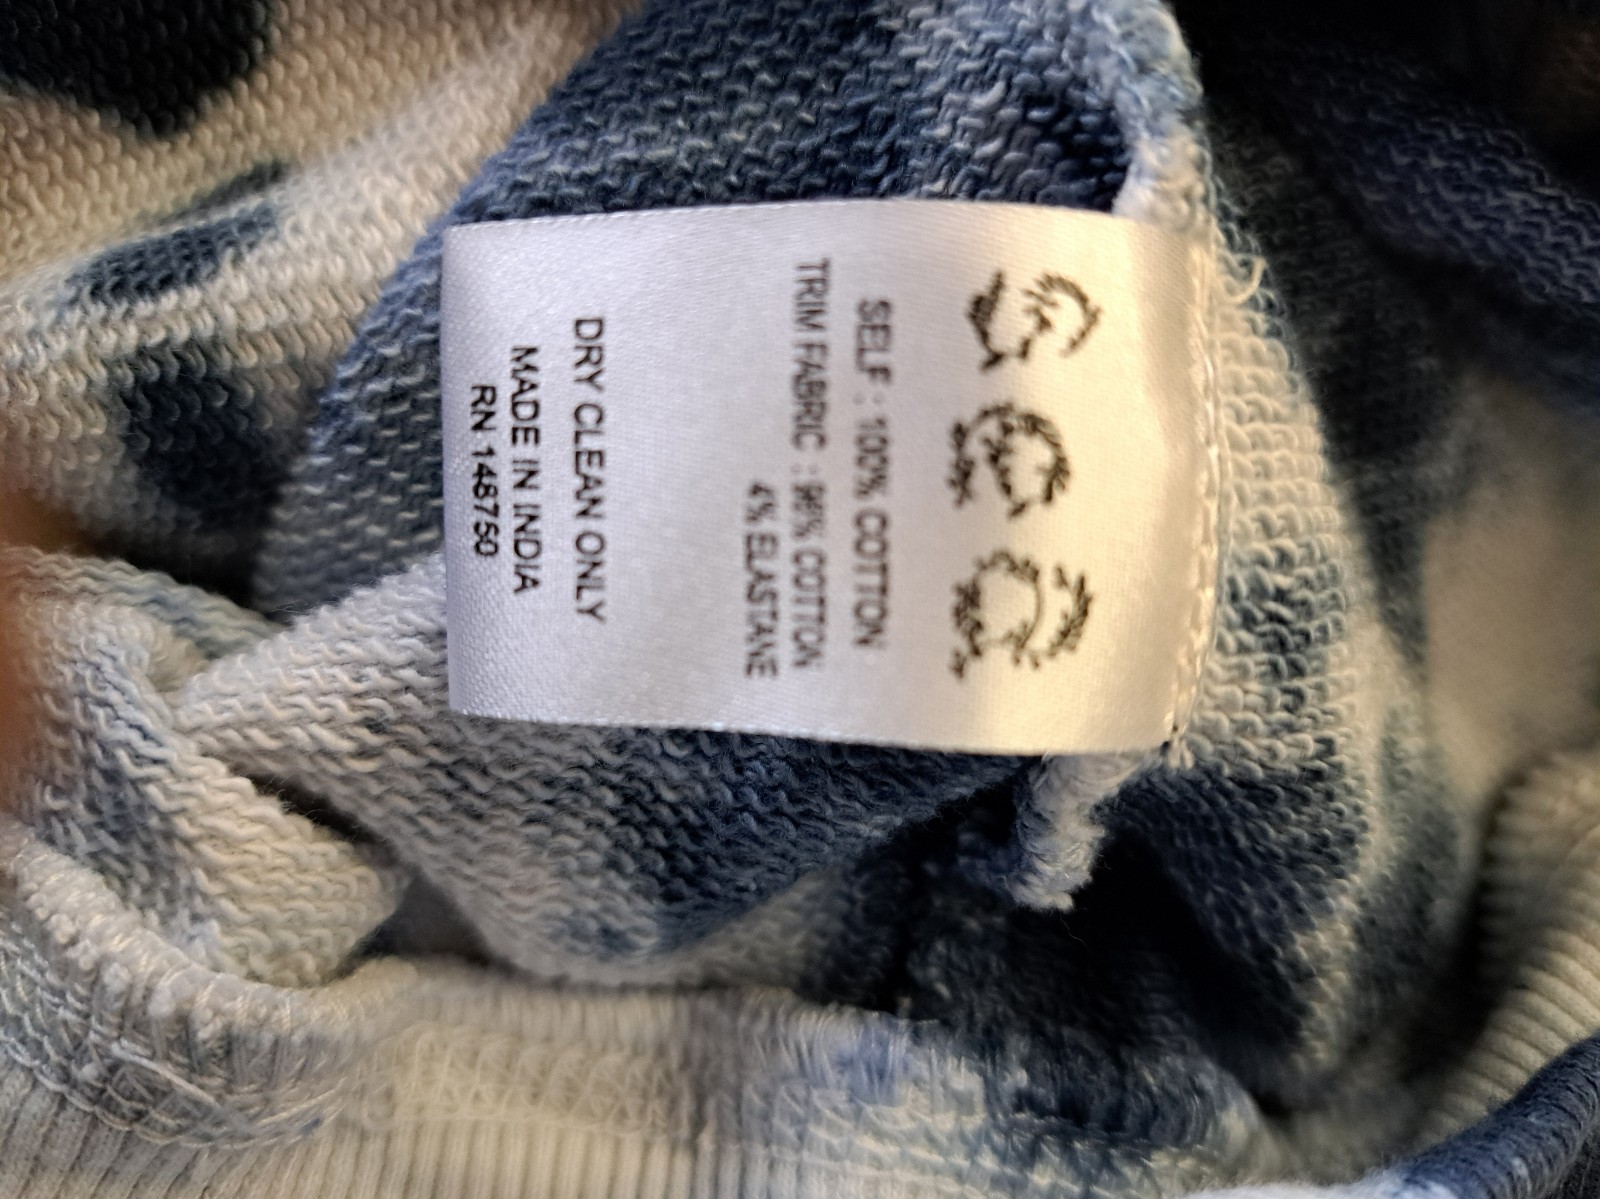 SELF : 100% COTTON
TRIM FABRIC : 96% COTTON
4% ELASTANE
DRY CLEAN ONLY
MADE IN INDIA
RN 148750